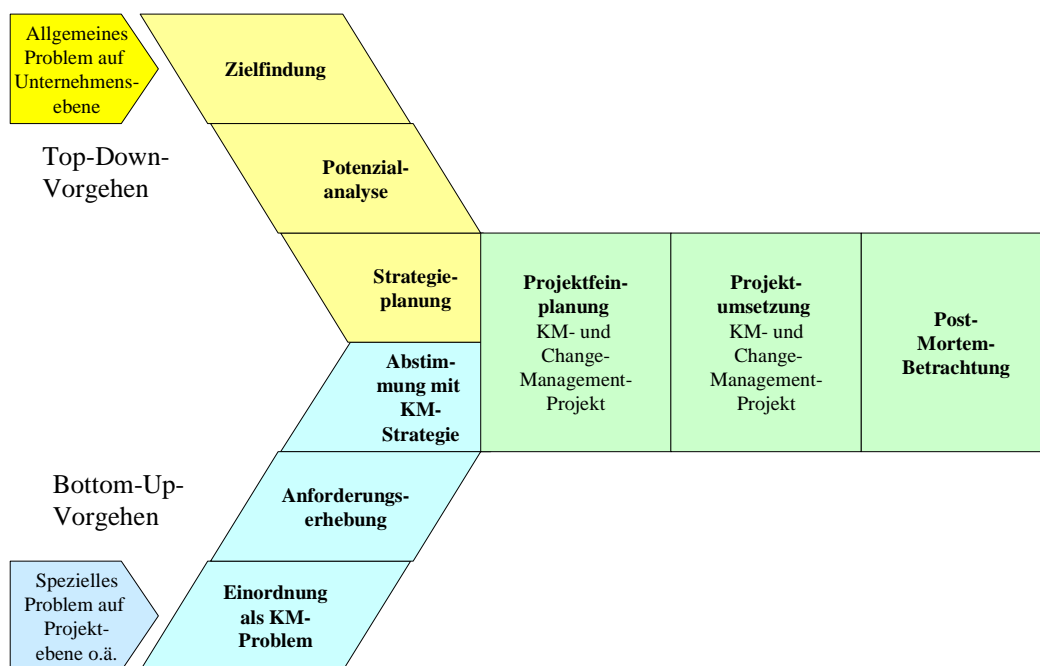 Allgemeines
Problem auf
Unternehmens-
ebene
Zielfindung
Top-Down-
Vorgehen
Potenzial-
analyse
Strategie-
planung
Projektfein-
planung
KM- und
Change-
Management-
Projekt
Projekt-
umsetzung
KM- und
Change-
Management-
Projekt
Post-
Mortem-
Betrachtung
Abstim-
mung mit
KM-
Strategie
Bottom-Up-
Vorgehen
Anforderungs-
erhebung
Spezielles
Problem auf
Projekt-
ebene o.ä.
Einordnung
als KM-
Problem